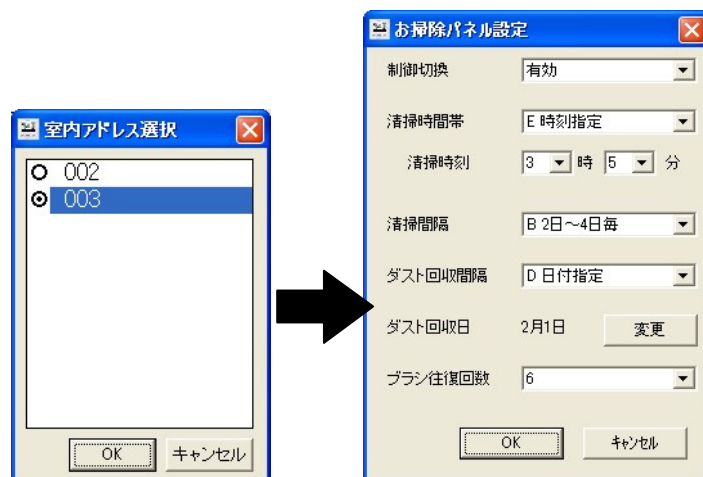 室内アドレス選択
002
003
OK キャンセル
お掃除パネル設定
制御切換 有効
清掃時間帯 E 時刻指定
清掃時刻 3 時 5 分
清掃間隔 B 2日～4日毎
ダスト回収間隔 D 日付指定
ダスト回収日 2月1日 変更
ブラシ往復回数 6
OK キャンセル